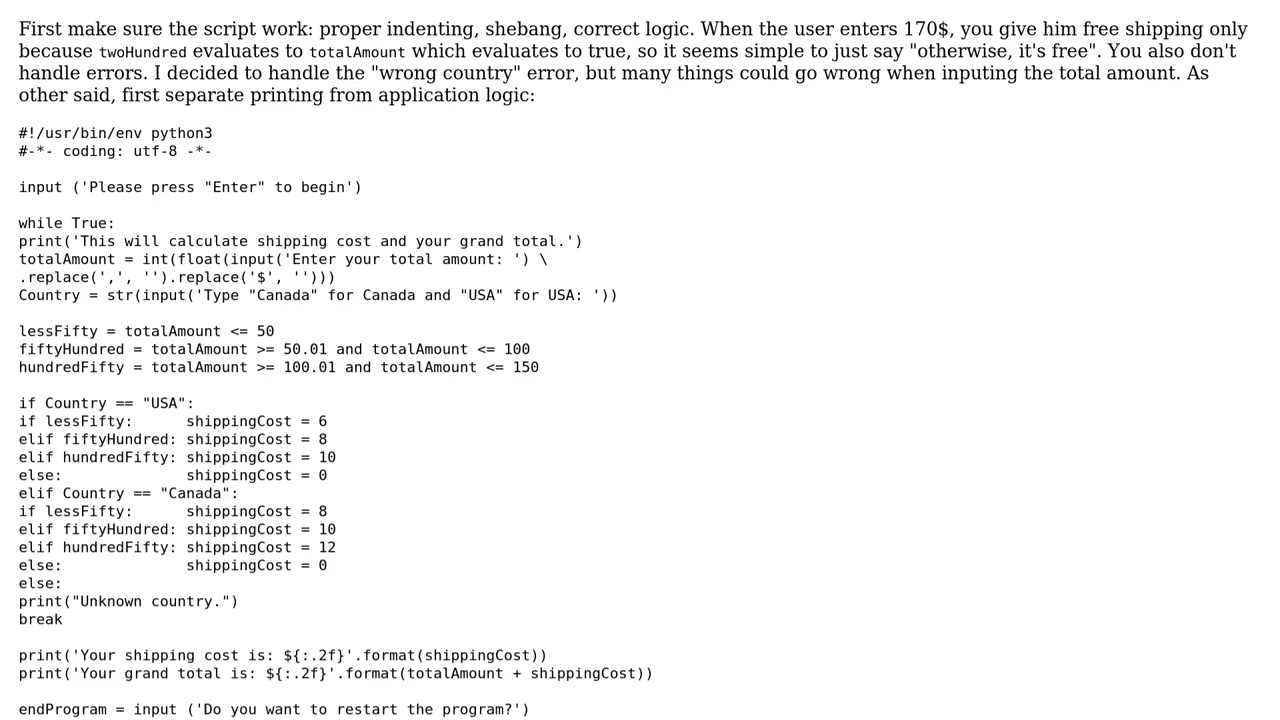 First make sure the script work: proper indenting, shebang, correct logic. When the user enters 170$, you give him free shipping only
because twoHundred evaluates to totalAmount which evaluates to true, so it seems simple to just say "otherwise, it's free". You also don't
handle errors. I decided to handle the "wrong country" error, but many things could go wrong when inputing the total amount. As
other said, first separate printing from application logic:
#!/usr/bin/env python3
#-*- coding: utf-8 -*-
input ('Please press "Enter" to begin')
while True:
print('This will calculate shipping cost and your grand total.')
totalAmount = int(float(input('Enter your total amount: ') \
.replace(',', '').replace('$', '')))
Country = str(input('Type "Canada" for Canada and "USA" for USA: '))
lessFifty = totalAmount <= 50
fiftyHundred = totalAmount >= 50.01 and totalAmount <= 100
hundredFifty = totalAmount >= 100.01 and totalAmount <= 150
if Country == "USA":
if lessFifty:      shippingCost = 6
elif fiftyHundred: shippingCost = 8
elif hundredFifty: shippingCost = 10
else:              shippingCost = 0
elif Country == "Canada":
if lessFifty:      shippingCost = 8
elif fiftyHundred: shippingCost = 10
elif hundredFifty: shippingCost = 12
else:              shippingCost = 0
else:
print("Unknown country.")
break
print('Your shipping cost is: ${:.2f}'.format(shippingCost))
print('Your grand total is: ${:.2f}'.format(totalAmount + shippingCost))
endProgram = input ('Do you want to restart the program?')